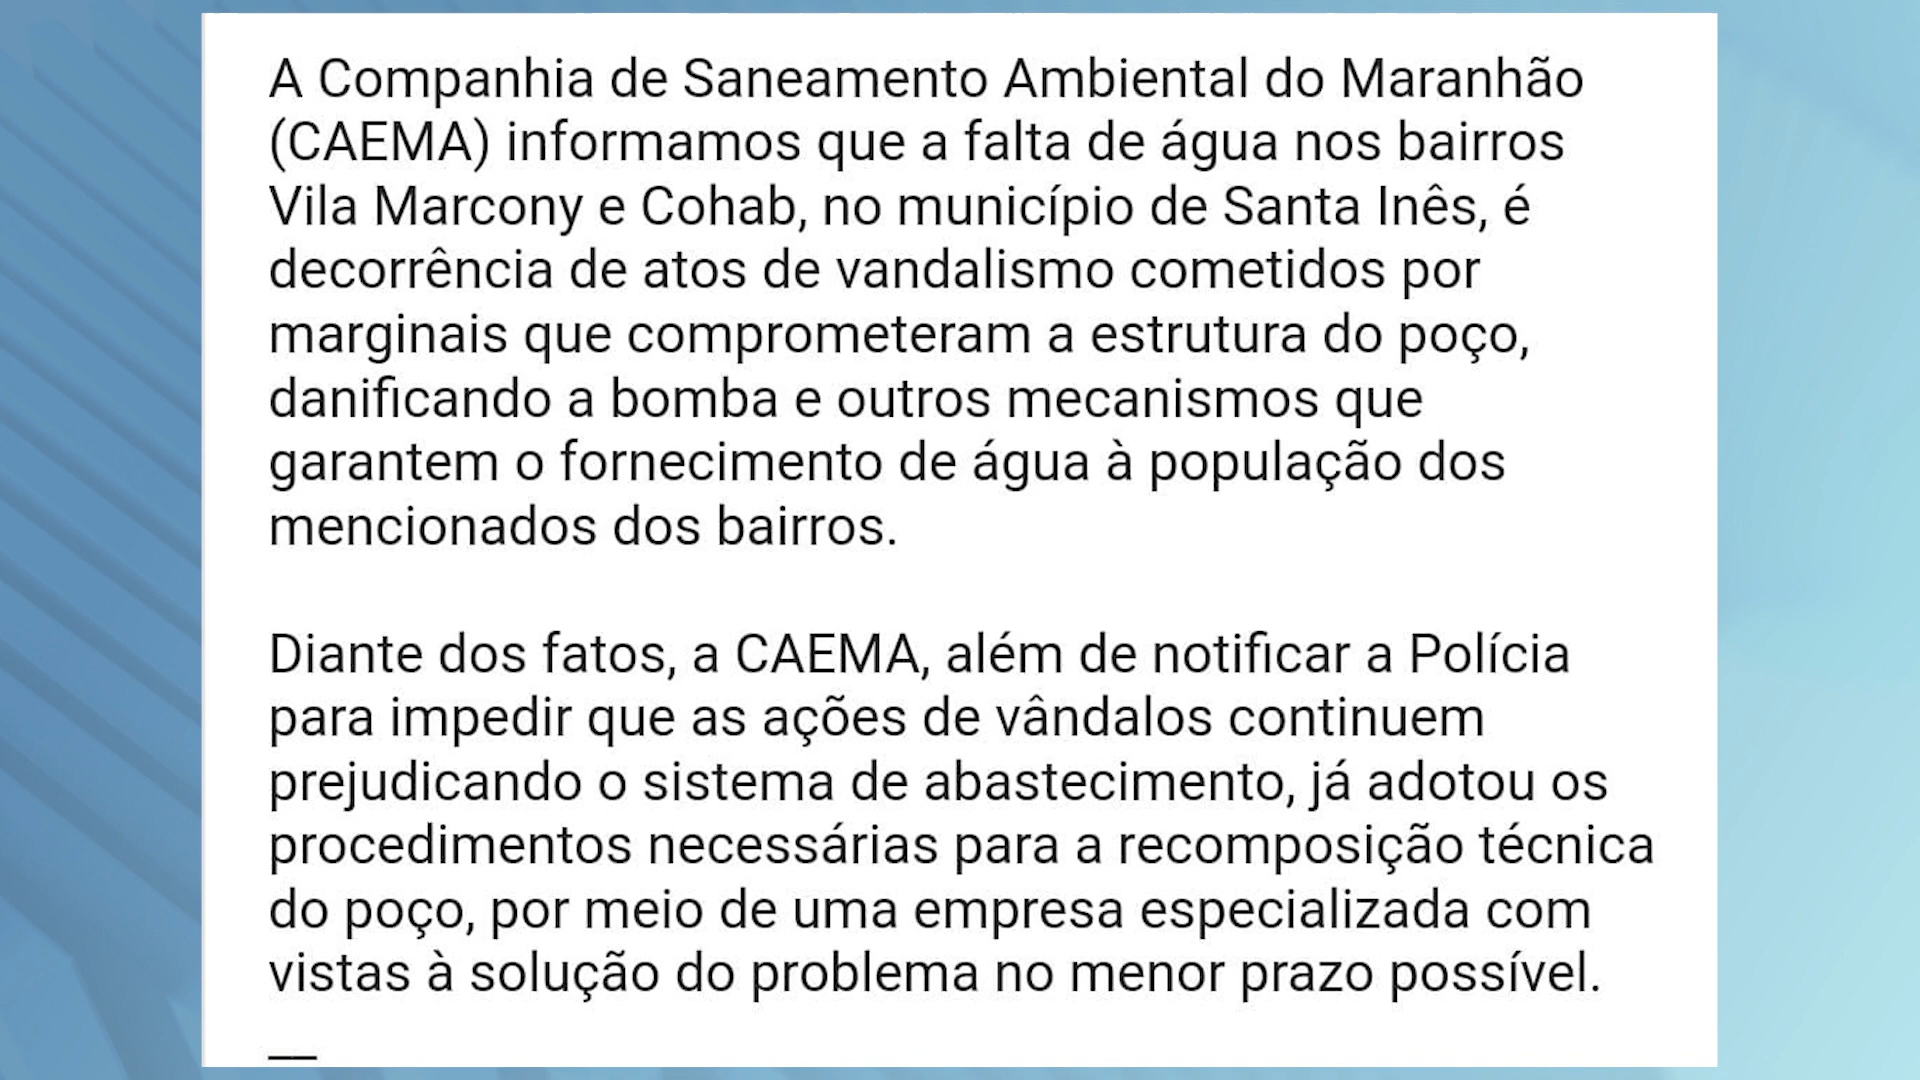 A Companhia de Saneamento Ambiental do Maranhão
(CAEMA) informamos que a falta de água nos bairros
Vila Marcony e Cohab, no município de Santa Inês, é
decorrência de atos de vandalismo cometidos por
marginais que comprometeram a estrutura do poço,
danificando a bomba e outros mecanismos que
garantem o fornecimento de água à população dos
mencionados dos bairros.
Diante dos fatos, a CAEMA, além de notificar a Polícia
para impedir que as ações de vândalos continuem
prejudicando o sistema de abastecimento, já adotou os
procedimentos necessárias para a recomposição técnica
do poço, por meio de uma empresa especializada com
vistas à solução do problema no menor prazo possível.
__